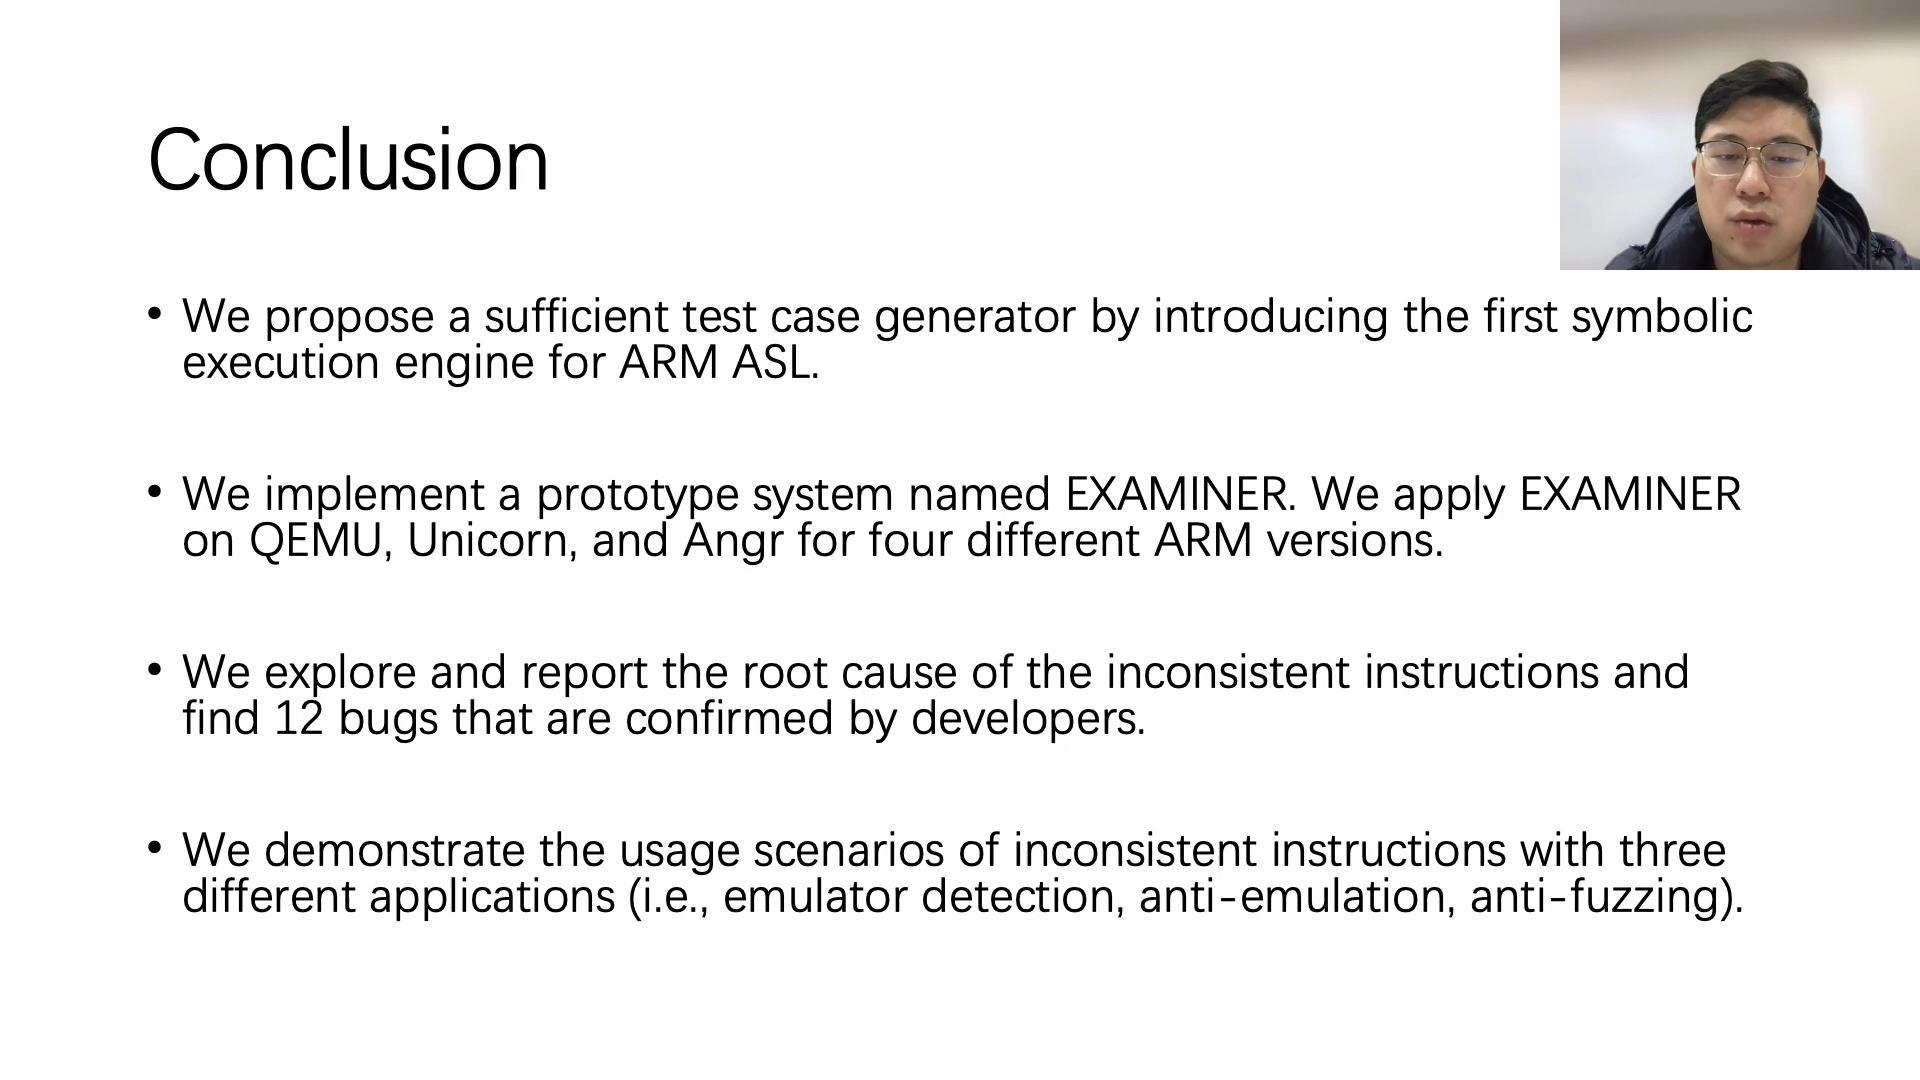 Conclusion
• We propose a sufficient test case generator by introducing the first symbolic
execution engine for ARM ASL.
• We implement a prototype system named EXAMINER. We apply EXAMINER
on QEMU, Unicorn, and Angr for four different ARM versions.
• We explore and report the root cause of the inconsistent instructions and
find 12 bugs that are confirmed by developers.
• We demonstrate the usage scenarios of inconsistent instructions with three
different applications (i.e., emulator detection, anti-emulation, anti-fuzzing).